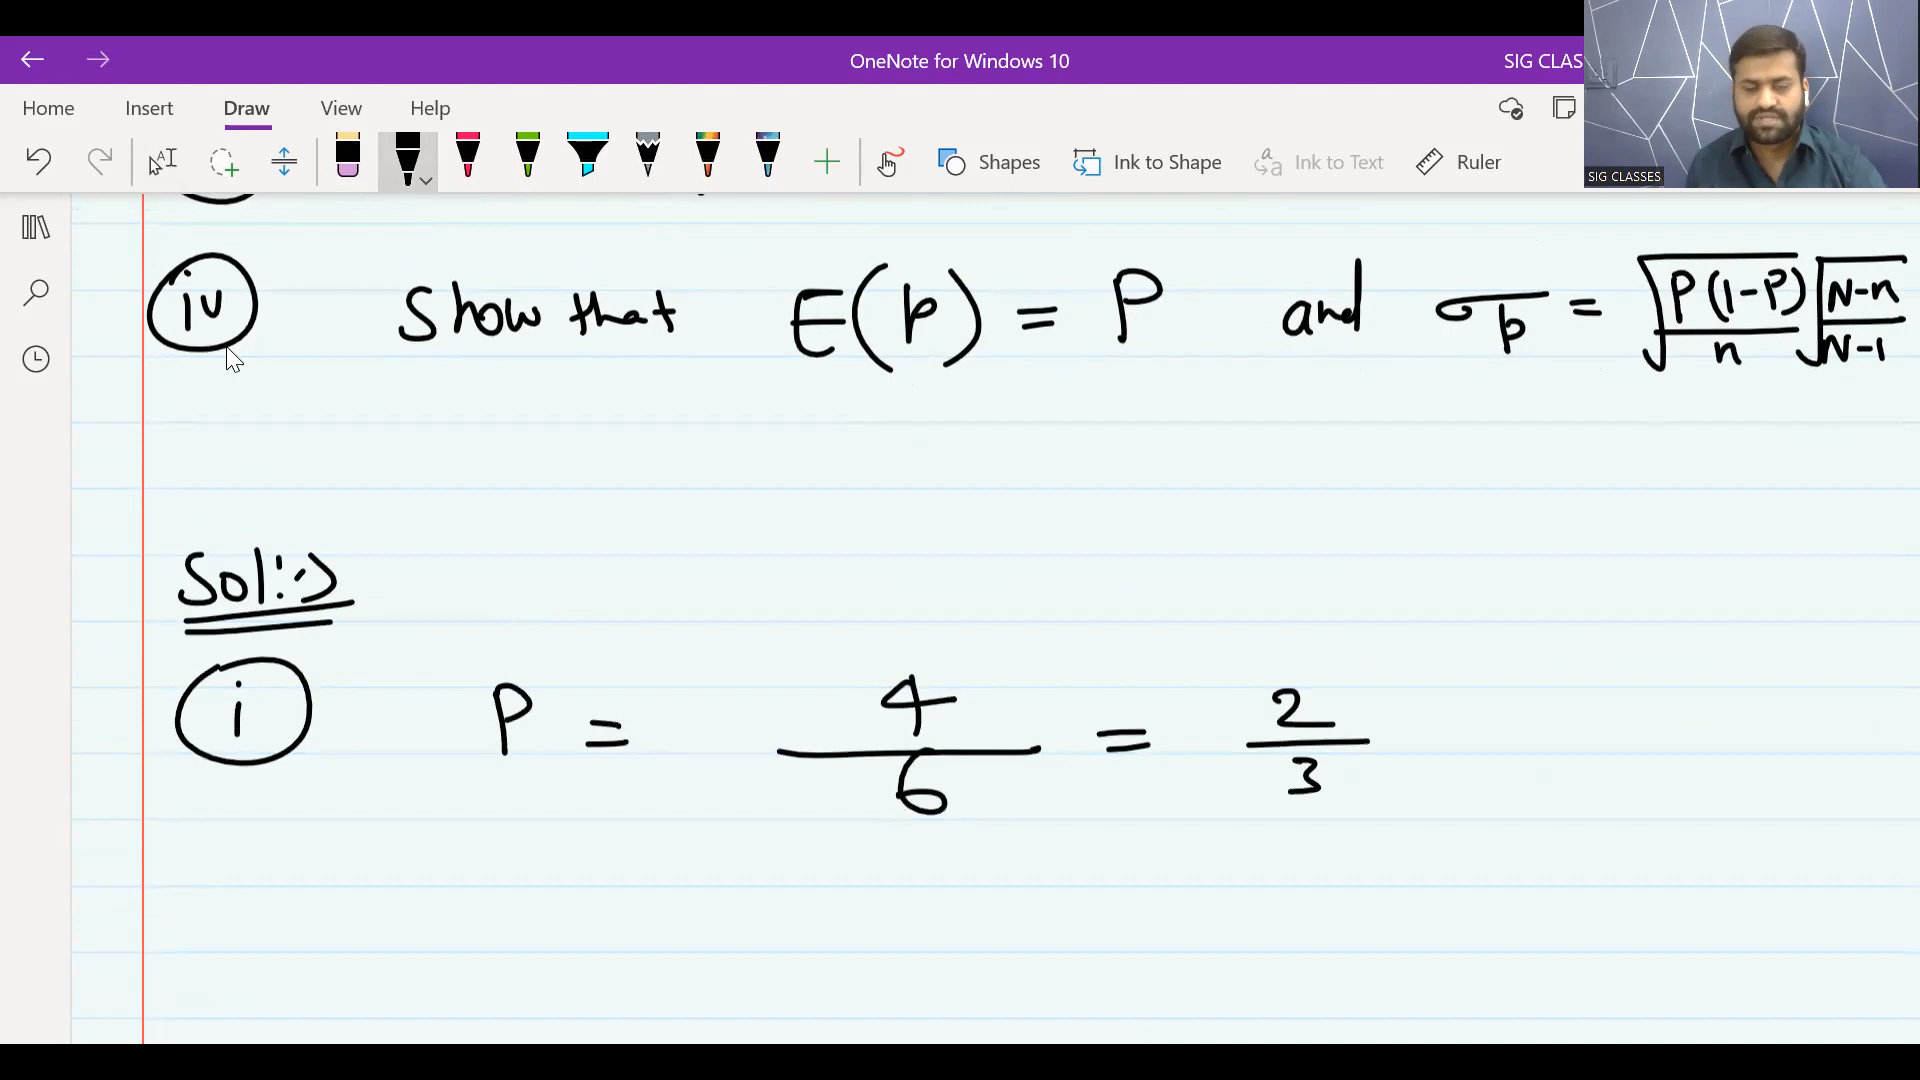 OneNote for Windows 10
SIG CLAS
Home Insert Draw View Help
Shapes Ink to Shape Ink to Text Ruler
SIG CLASSES
iv Show that E(p) = P and σp = √(P(1-P)/n) √(N-n/N-1)
Sol:⇒
i P = 4/6 = 2/3